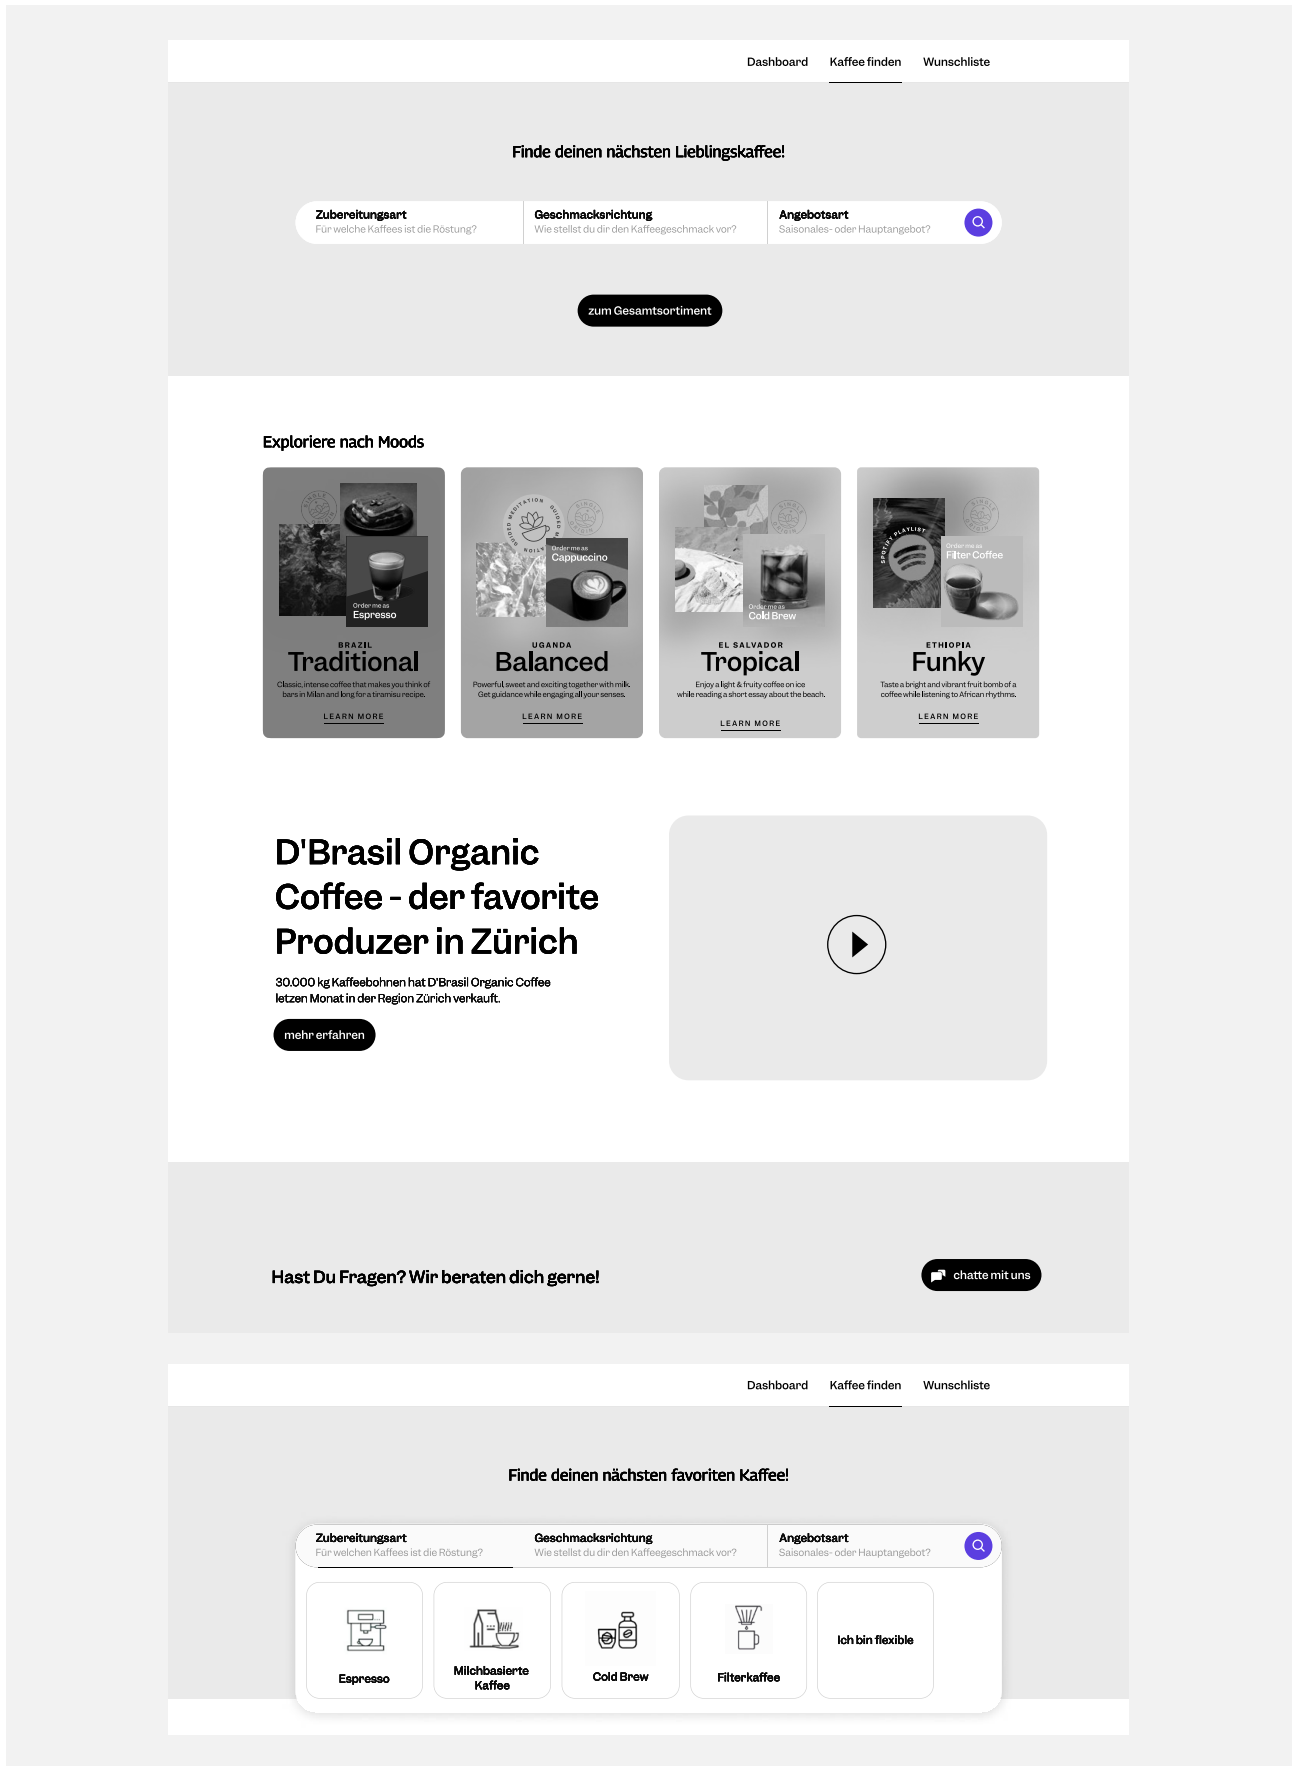 Dashboard Kaffee finden Wunschliste
Finde deinen nächsten Lieblingskaffee!
Zubereitungsart Geschmacksrichtung Angebotsart
Für welche Kaffees ist die Röstung? Wie stellst du dir den Kaffeegeschmack vor? Saisonales- oder Hauptangebot?
zum Gesamtsortiment
Exploriere nach Moods
Order me as
Espresso
BRAZIL
Traditional
Classic, intense coffee that makes you think of
bars in Milan and long for a tiramisu recipe.
LEARN MORE
GUIDED MEDITATION
SINGLE ORIGIN
Order me as
Cappuccino
UGANDA
Balanced
Powerful, sweet and exciting together with milk.
Get guidance while engaging all your senses.
LEARN MORE
SINGLE ORIGIN
Order me as
Cold Brew
EL SALVADOR
Tropical
Enjoy a light & fruity coffee on ice
while reading a short essay about the beach.
LEARN MORE
SPOTIFY PLAYLIST
SINGLE ORIGIN
Order me as
Filter Coffee
ETHIOPIA
Funky
Taste a bright and vibrant fruit bomb of a
coffee while listening to African rhythms.
LEARN MORE
D'Brasil Organic
Coffee - der favorite
Produzer in Zürich
30.000 kg Kaffeebohnen hat D'Brasil Organic Coffee
letzen Monat in der Region Zürich verkauft.
mehr erfahren
Hast Du Fragen? Wir beraten dich gerne!
chatte mit uns
Dashboard Kaffee finden Wunschliste
Finde deinen nächsten favoriten Kaffee!
Zubereitungsart Geschmacksrichtung Angebotsart
Für welchen Kaffees ist die Röstung? Wie stellst du dir den Kaffeegeschmack vor? Saisonales- oder Hauptangebot?
Espresso
Milchbasierte
Kaffee
Cold Brew
Filterkaffee
Ich bin flexible